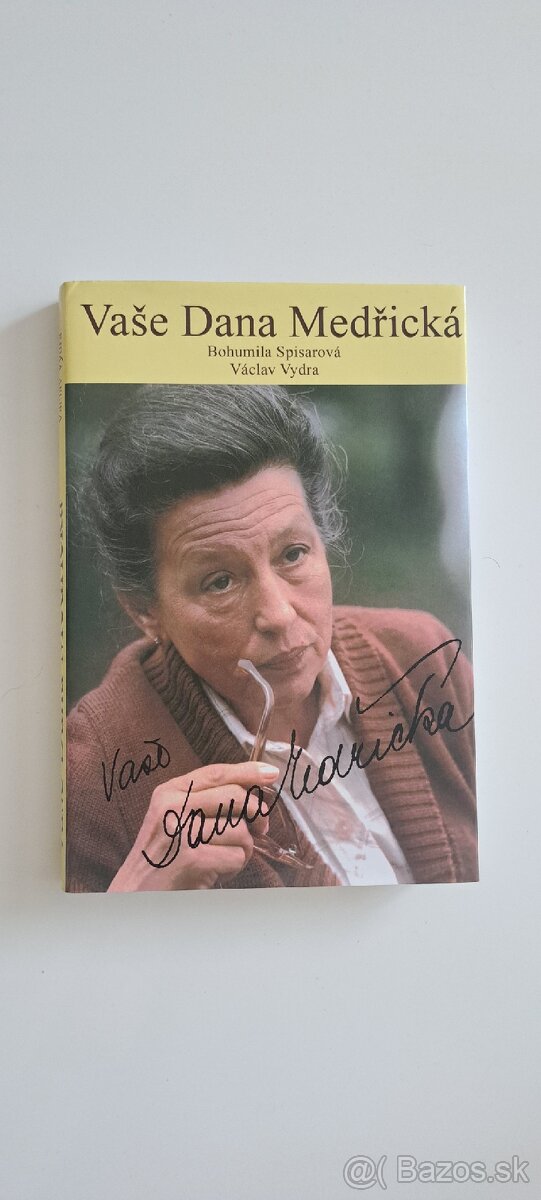 Vaše Dana Medřická
Bohumila Spisarová
Václav Vydra
Vaše
Dana Medřická
@( Bazos.sk